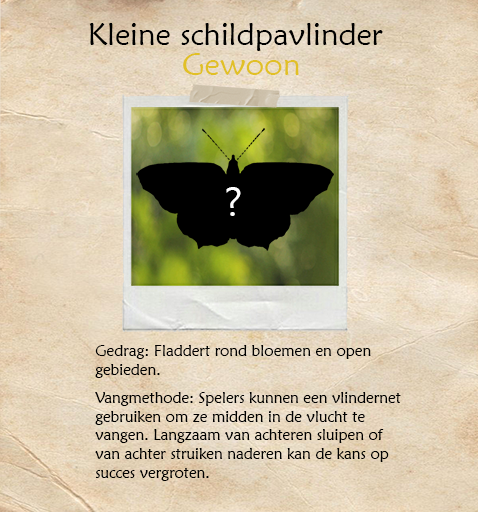 Kleine schildpavlinder
Gewoon
?
Gedrag: Fladdert rond bloemen en open
gebieden.
Vangmethode: Spelers kunnen een vlindernet
gebruiken om ze midden in de vlucht te
vangen. Langzaam van achteren sluipen of
van achter struiken naderen kan de kans op
succes vergroten.